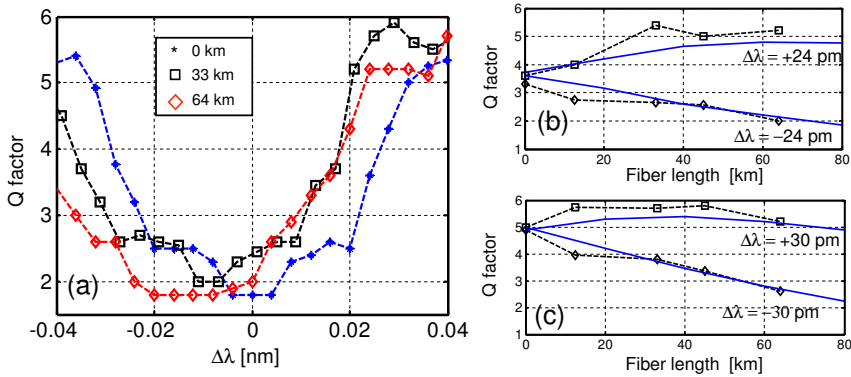 6
5
4
3
2
Q factor
0 km
33 km
64 km
(a)
-0.04 -0.02 0 0.02 0.04
Δλ [nm]
6
5
4
3
2
1
Q factor
Δλ = +24 pm
(b)
Δλ = −24 pm
0 20 40 60 80
Fiber length [km]
6
5
4
3
2
1
Q factor
Δλ = +30 pm
(c)
Δλ = −30 pm
0 20 40 60 80
Fiber length [km]